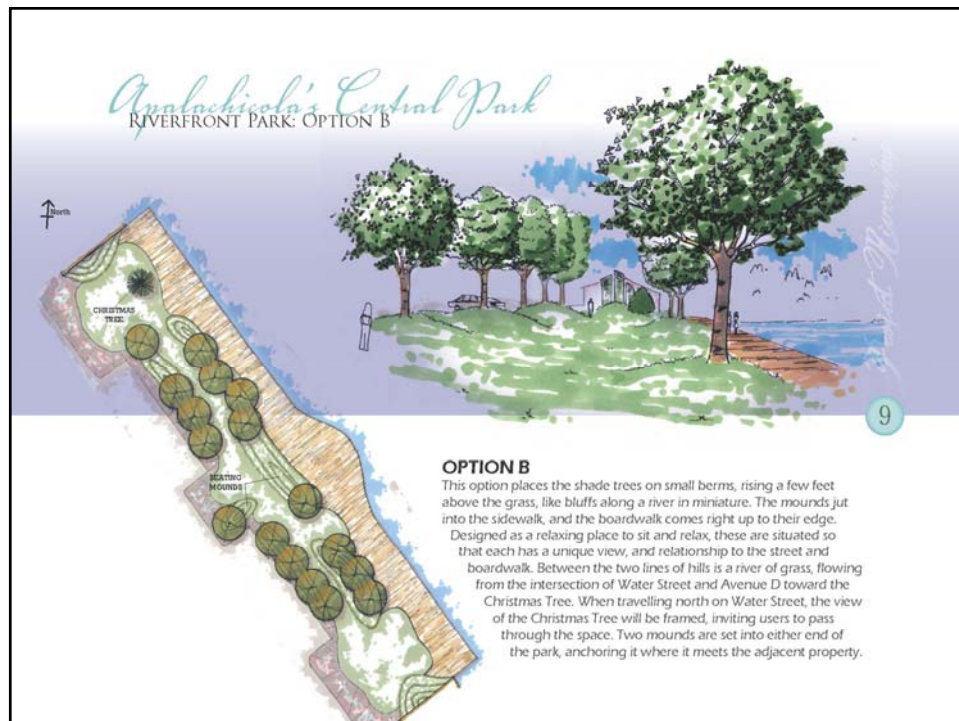 Apalachicola's Central Park
RIVERFRONT PARK: OPTION B
North
CHRISTMAS
TREE
SEATING
MOUNDS
9
OPTION B
This option places the shade trees on small berms, rising a few feet
above the grass, like bluffs along a river in miniature. The mounds jut
into the sidewalk, and the boardwalk comes right up to their edge.
Designed as a relaxing place to sit and relax, these are situated so
that each has a unique view, and relationship to the street and
boardwalk. Between the two lines of hills is a river of grass, flowing
from the intersection of Water Street and Avenue D toward the
Christmas Tree. When travelling north on Water Street, the view
of the Christmas Tree will be framed, inviting users to pass
through the space. Two mounds are set into either end of
the park, anchoring it where it meets the adjacent property.